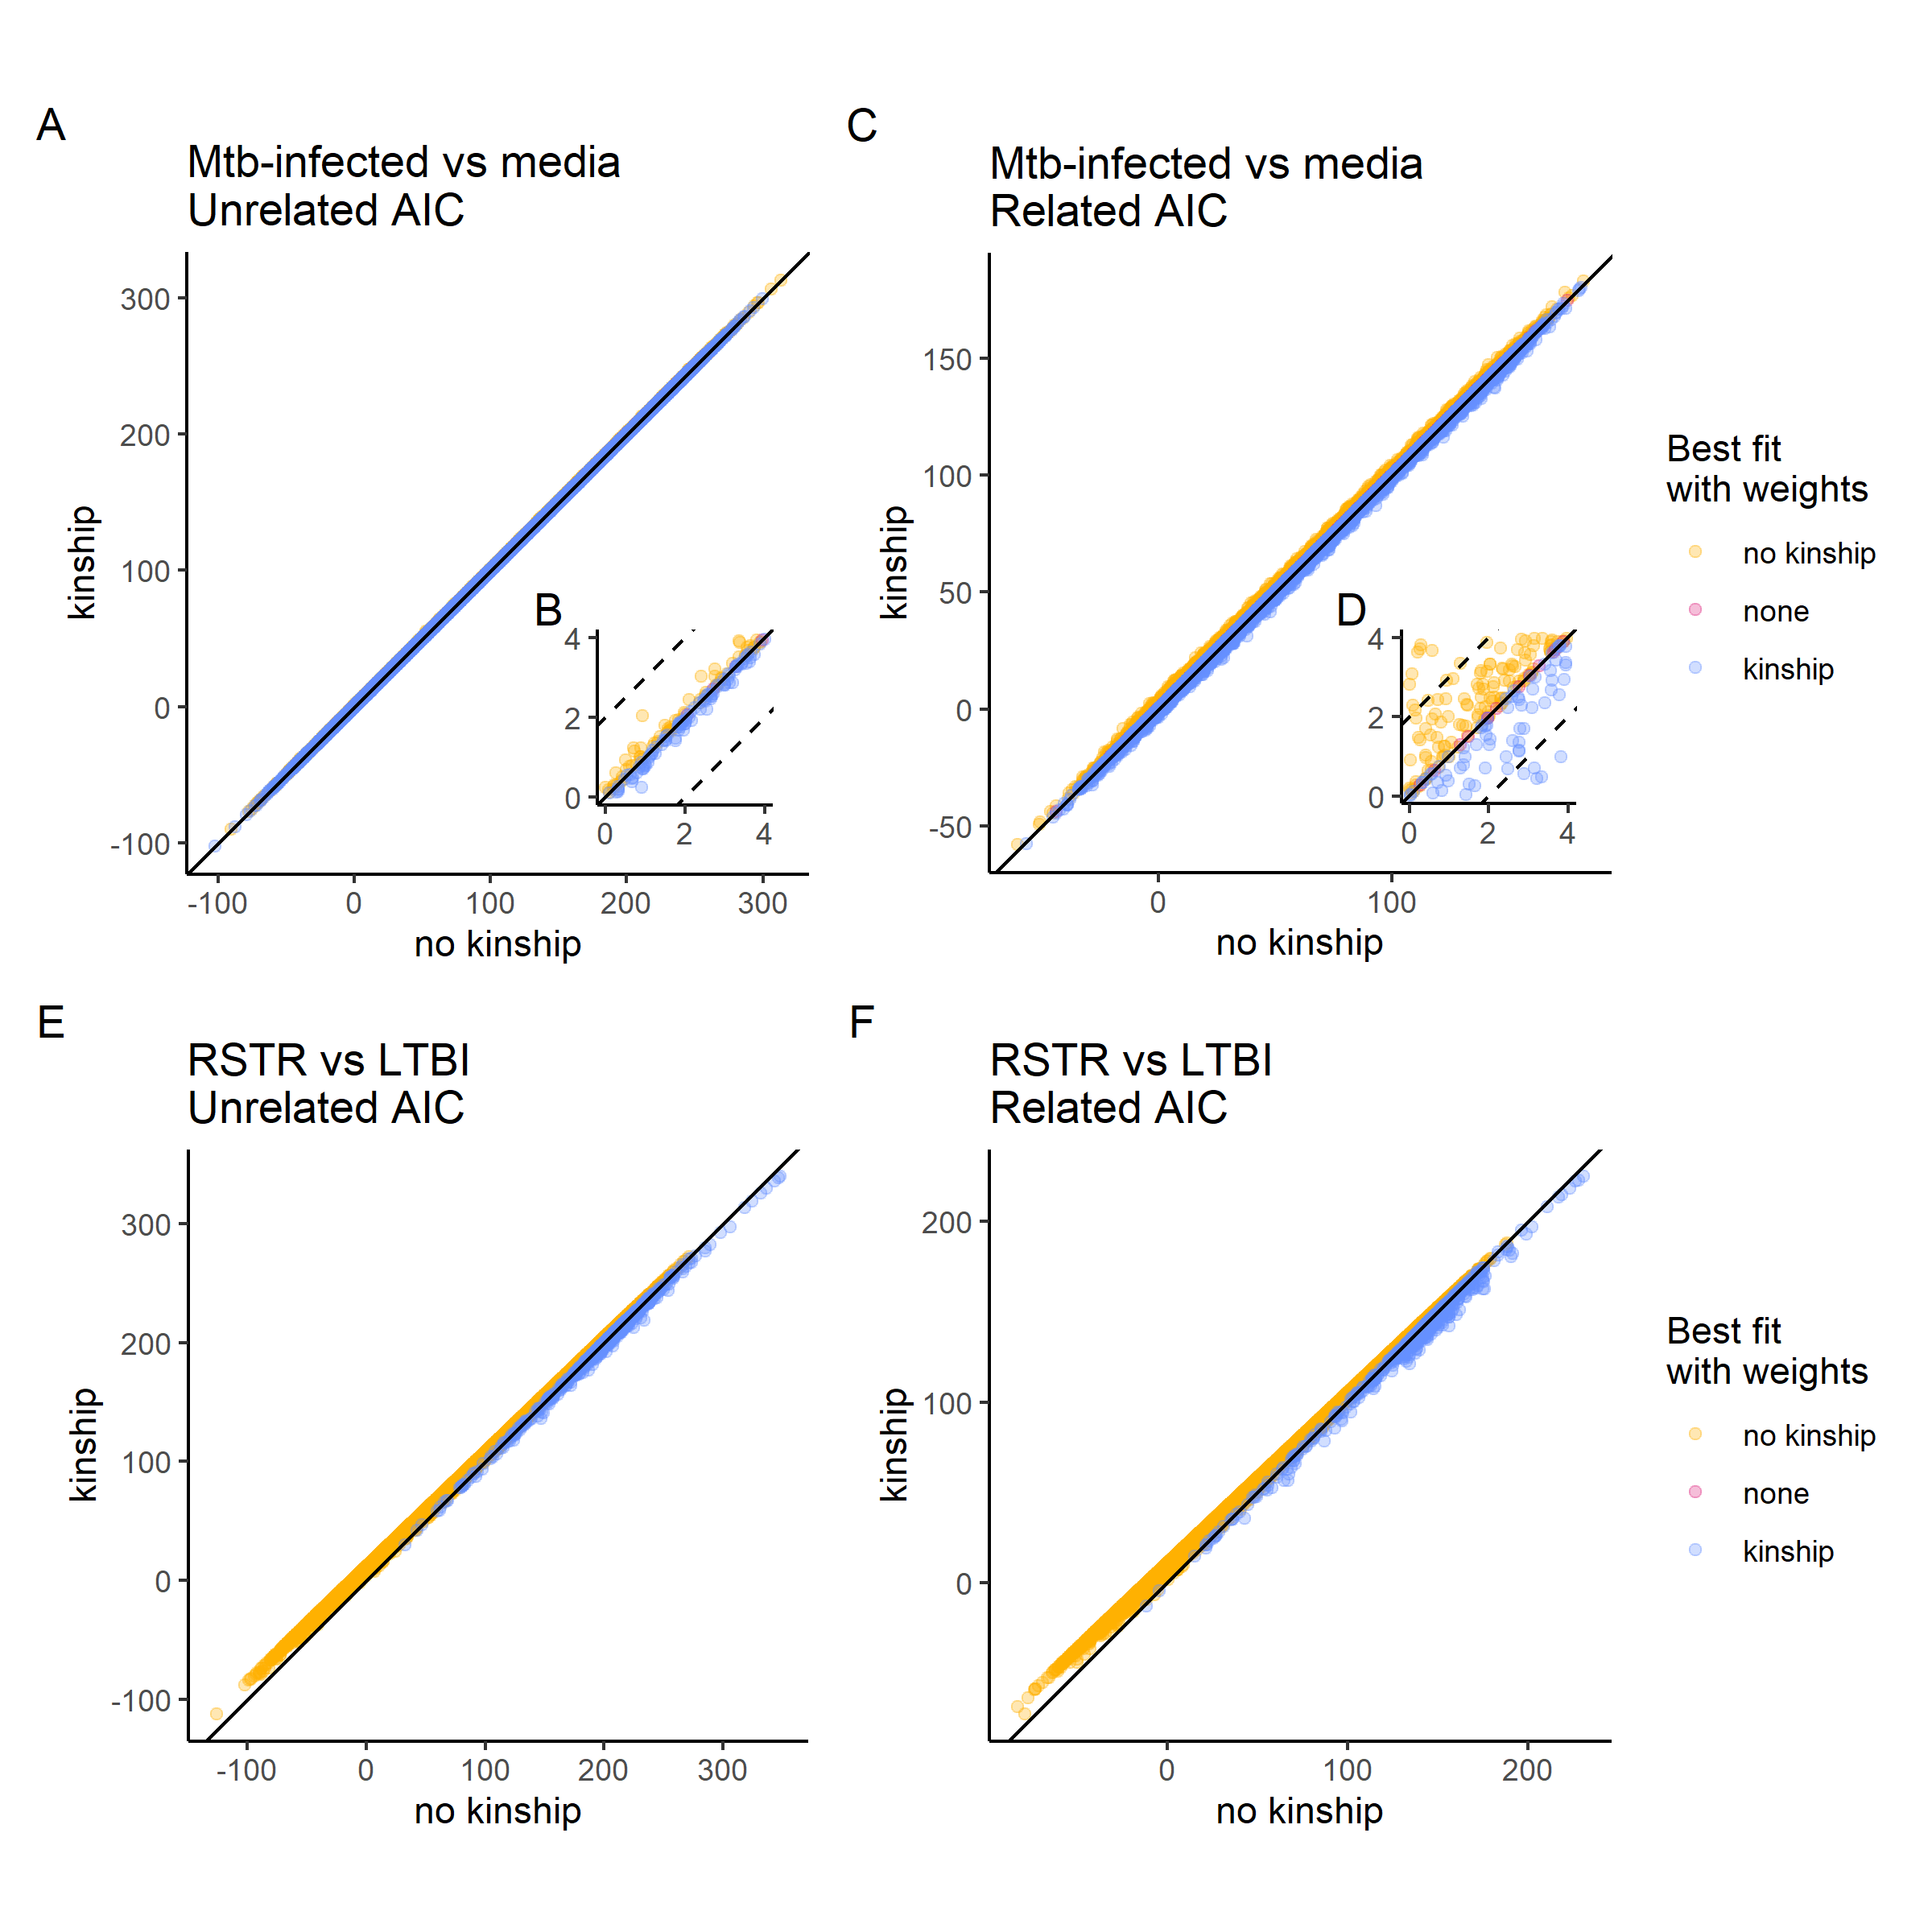 A
Mtb-infected vs media
Unrelated AIC
kinship
300
200
100
0
-100
-100 0 100 200 300
no kinship
B
4
2
0
0 2 4
C
Mtb-infected vs media
Related AIC
kinship
150
100
50
0
-50
0 100
no kinship
D
4
2
0
0 2 4
Best fit
with weights
no kinship
none
kinship
E
RSTR vs LTBI
Unrelated AIC
kinship
300
200
100
0
-100
-100 0 100 200 300
no kinship
F
RSTR vs LTBI
Related AIC
kinship
200
100
0
0 100 200
no kinship
Best fit
with weights
no kinship
none
kinship